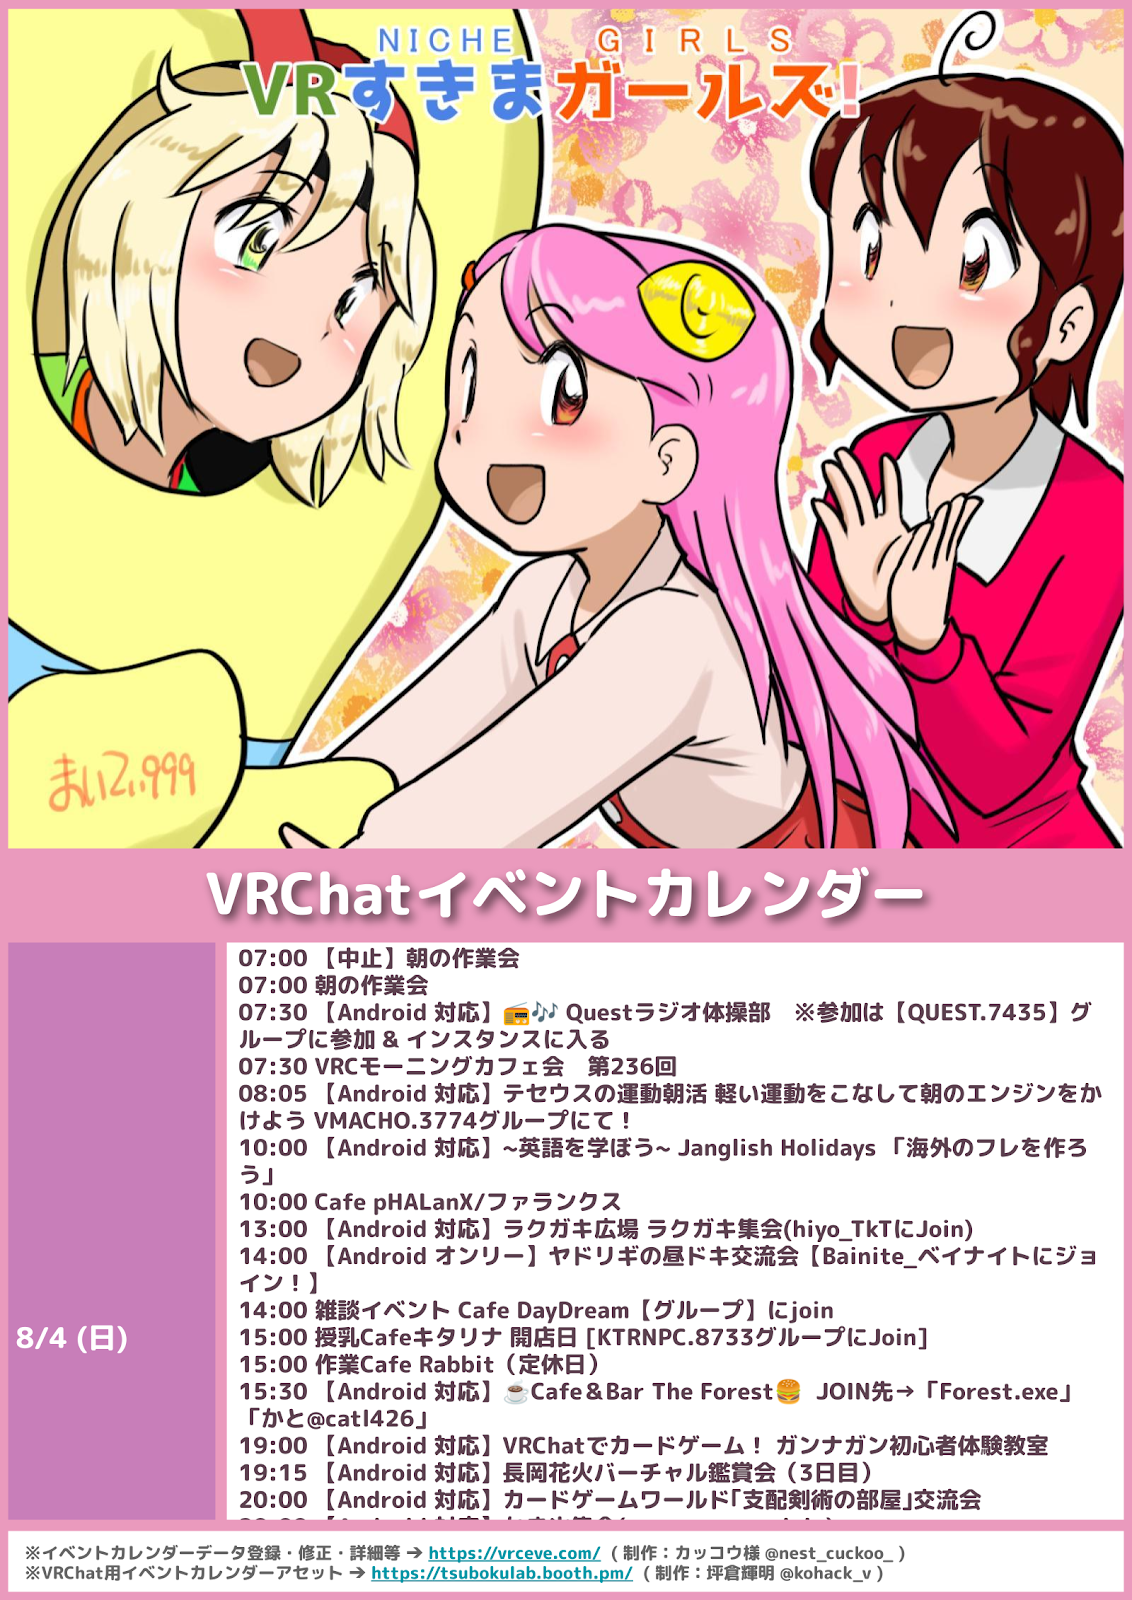 NICHE GIRLS
VRすきまガールズ!
まいてぃ999
VRChatイベントカレンダー
8/4 (日)
07:00 【中止】朝の作業会
07:00 朝の作業会
07:30 【Android 対応】📻🎶 Questラジオ体操部　※参加は【QUEST.7435】グ
ループに参加 & インスタンスに入る
07:30 VRCモーニングカフェ会　第236回
08:05 【Android 対応】テセウスの運動朝活 軽い運動をこなして朝のエンジンをか
けよう VMACHO.3774グループにて！
10:00 【Android 対応】~英語を学ぼう~ Janglish Holidays 「海外のフレを作ろ
う」
10:00 Cafe pHALanX/ファランクス
13:00 【Android 対応】ラクガキ広場 ラクガキ集会(hiyo_TkTにJoin)
14:00 【Android オンリー】ヤドリギの昼ドキ交流会【Bainite_ベイナイトにジョ
イン！】
14:00 雑談イベント Cafe DayDream【グループ】にjoin
15:00 授乳Cafeキタリナ 開店日 [KTRNPC.8733グループにJoin]
15:00 作業Cafe Rabbit（定休日）
15:30 【Android 対応】☕Cafe＆Bar The Forest🍔 JOIN先→「Forest.exe」
「かと@catl426」
19:00 【Android 対応】VRChatでカードゲーム！ ガンナガン初心者体験教室
19:15 【Android 対応】長岡花火バーチャル鑑賞会（3日目）
20:00 【Android 対応】カードゲームワールド｢支配剣術の部屋｣交流会
※イベントカレンダーデータ登録・修正・詳細等 ➔ https://vrceve.com/ ( 制作：カッコウ様 @nest_cuckoo_ )
※VRChat用イベントカレンダーアセット ➔ https://tsubokulab.booth.pm/ ( 制作：坪倉輝明 @kohack_v )